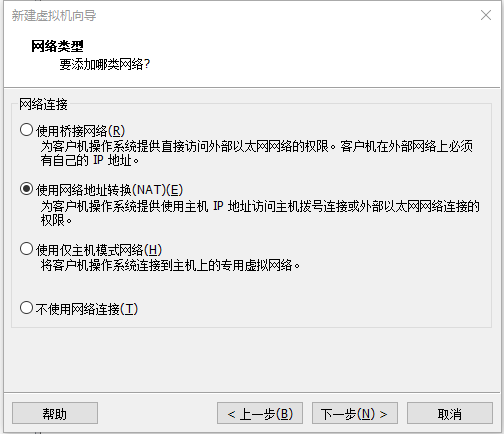 新建虚拟机向导
网络类型
要添加哪类网络?
网络连接
使用桥接网络(R)
为客户机操作系统提供直接访问外部以太网网络的权限。客户机在外部网络上必须
有自己的 IP 地址。
使用网络地址转换(NAT)(E)
为客户机操作系统提供使用主机 IP 地址访问主机拨号连接或外部以太网网络连接的
权限。
使用仅主机模式网络(H)
将客户机操作系统连接到主机上的专用虚拟网络。
不使用网络连接(T)
帮助 < 上一步(B) 下一步(N) > 取消